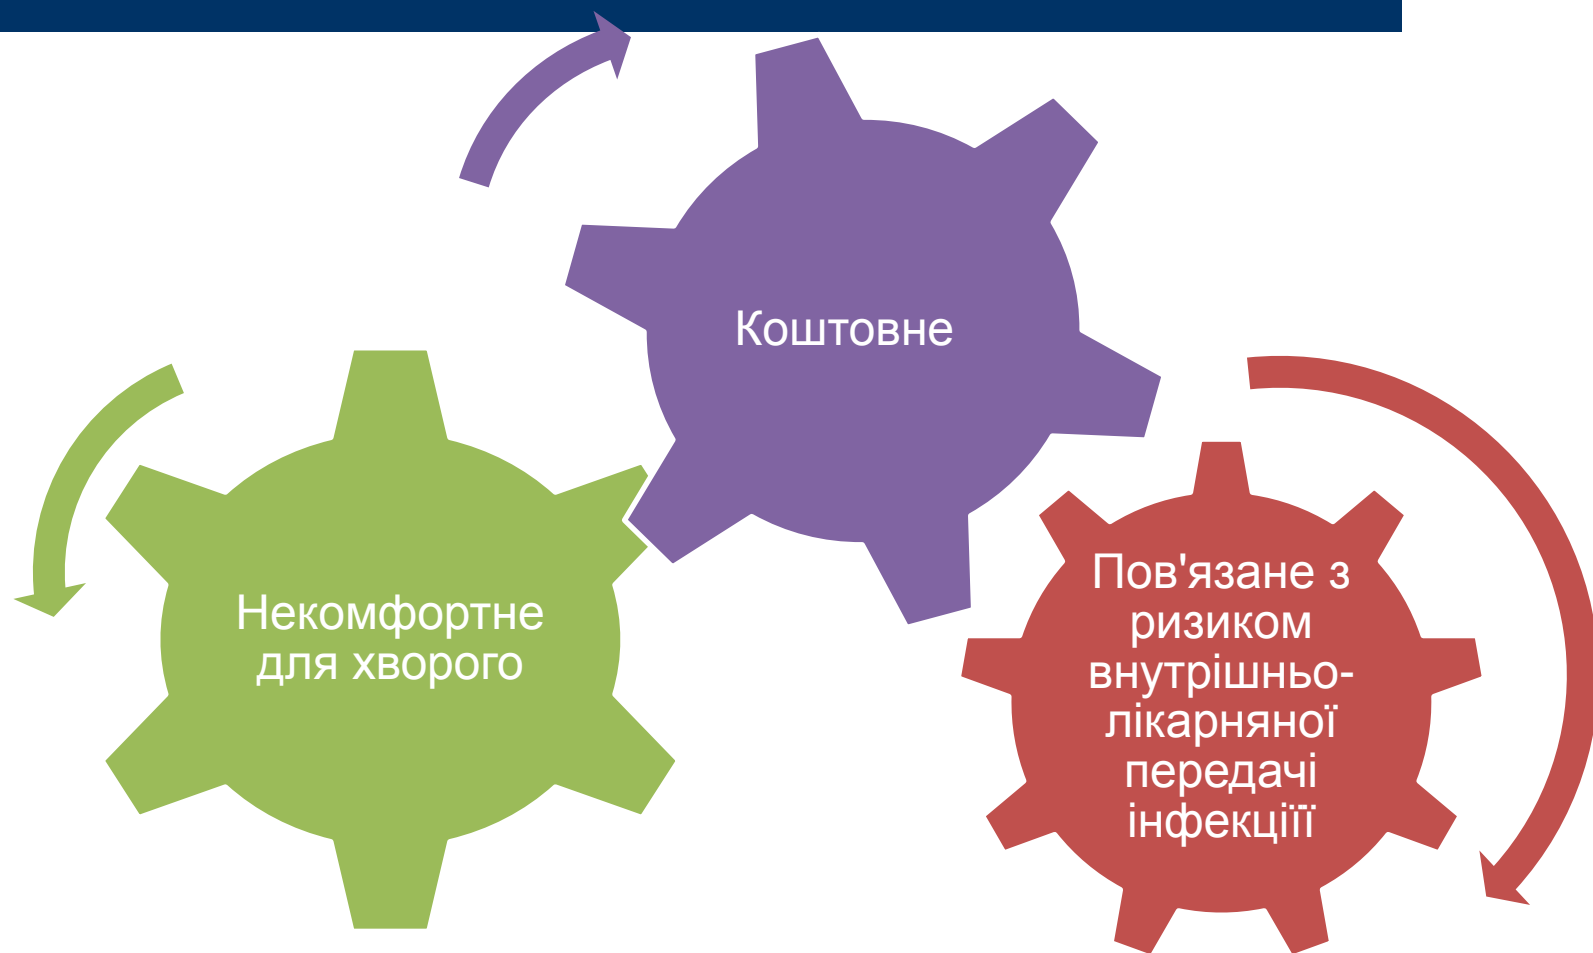 Коштовне
Некомфортне
для хворого
Пов'язане з
ризиком
внутрішньо-
лікарняної
передачі
інфекціїї